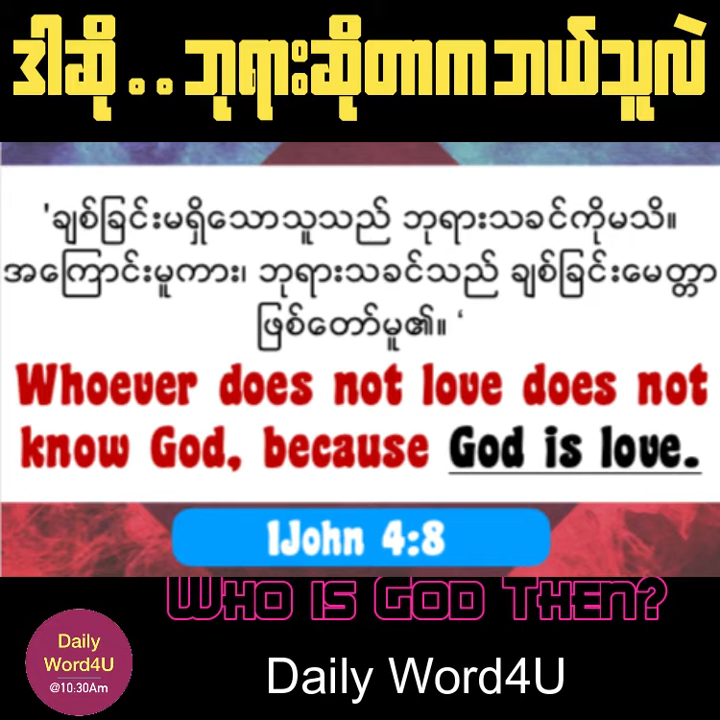 ဒါဆို . . ဘုရားဆိုတာက ဘယ်သူလဲ
'ချစ်ခြင်းမရှိသောသူသည် ဘုရားသခင်ကိုမသိ။
အကြောင်းမူကား၊ ဘုရားသခင်သည် ချစ်ခြင်းမေတ္တာ
ဖြစ်တော်မူ၏။ ‘
Whoever does not love does not
know God, because God is love.
1John 4:8
WHO IS GOD THEN?
Daily
Word4U
@10:30Am
Daily Word4U